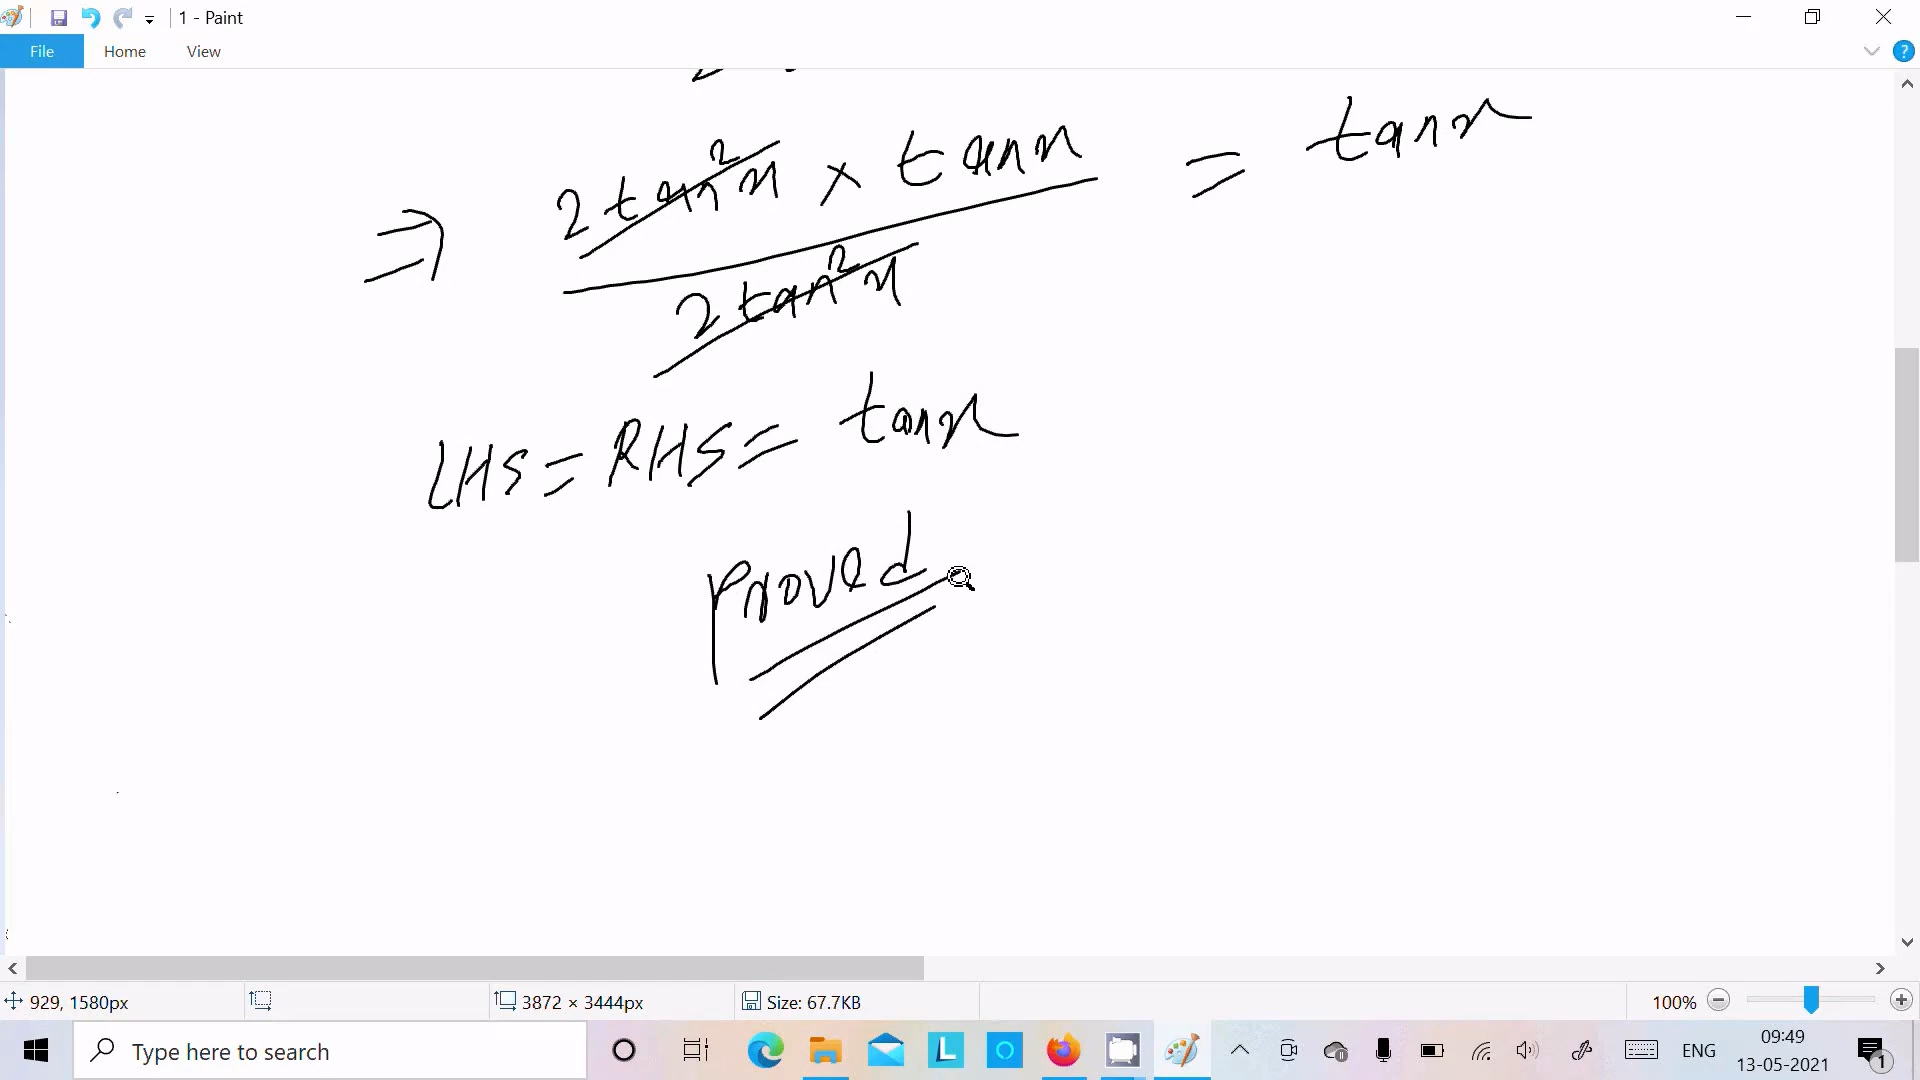 1 - Paint
File Home View
⇒ 2tan²x × tanx / 2tan²x = tanx
LHS = RHS = tanx
Proved
929, 1580px 3872 × 3444px Size: 67.7KB 100%
Type here to search L ENG 09:49
13-05-2021 1